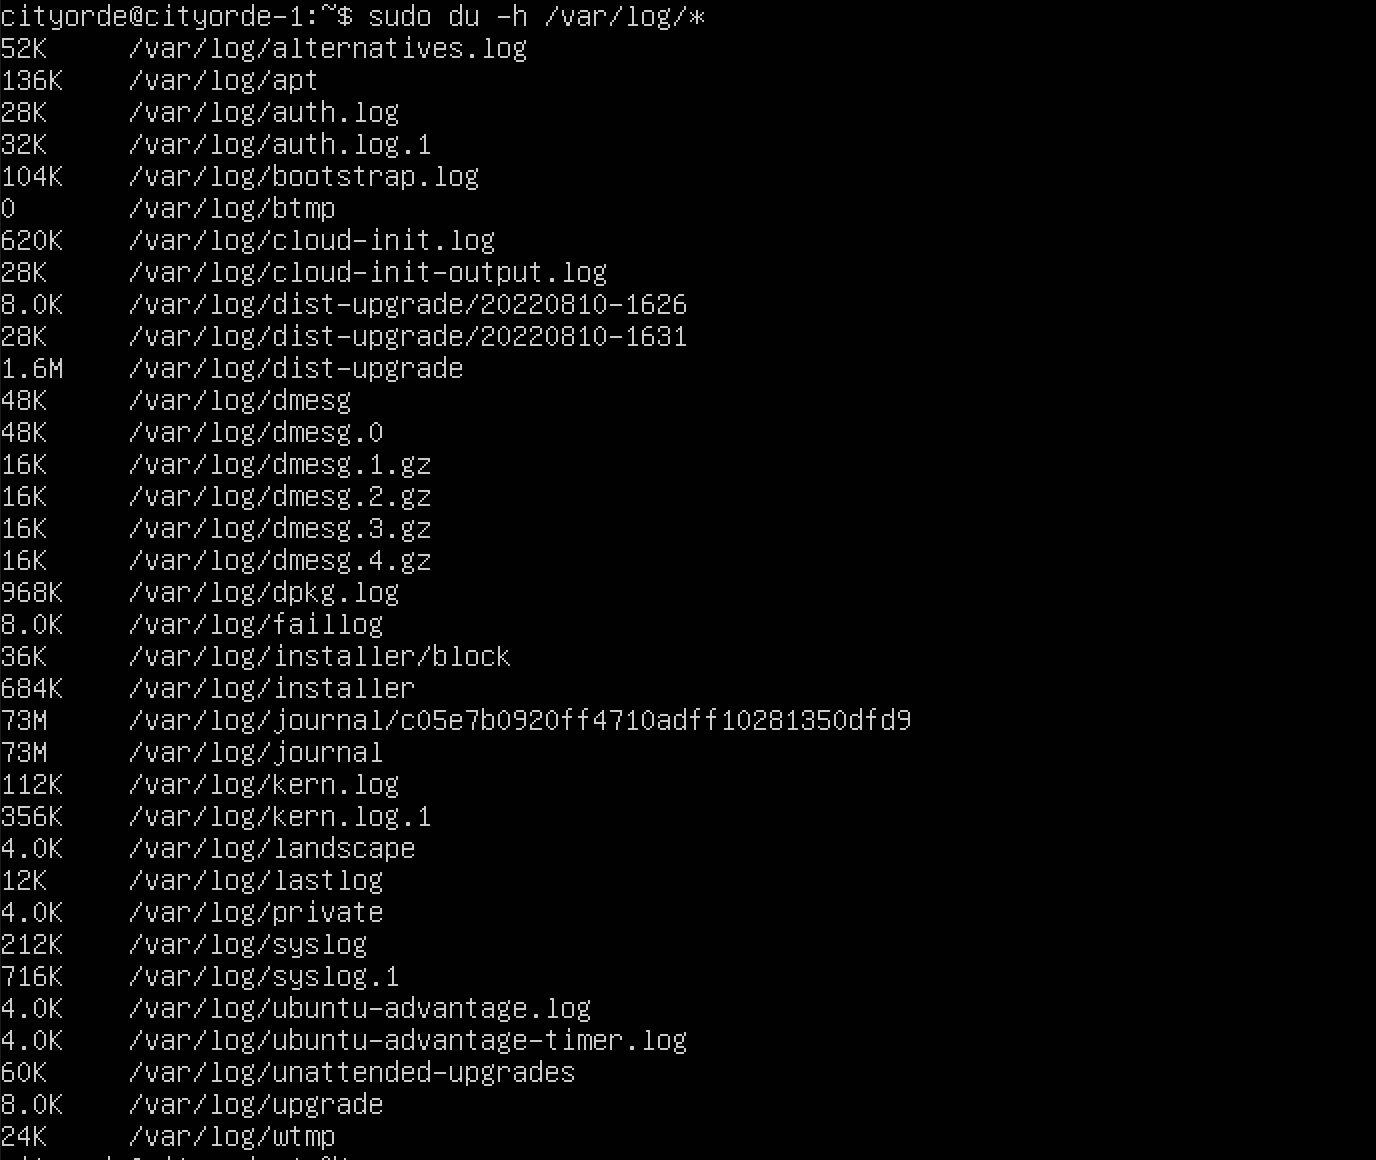 cityorde@cityorde-1:~$ sudo du -h /var/log/*
52K /var/log/alternatives.log
136K /var/log/apt
28K /var/log/auth.log
32K /var/log/auth.log.1
104K /var/log/bootstrap.log
0 /var/log/btmp
620K /var/log/cloud-init.log
28K /var/log/cloud-init-output.log
8.0K /var/log/dist-upgrade/20220810-1626
28K /var/log/dist-upgrade/20220810-1631
1.6M /var/log/dist-upgrade
48K /var/log/dmesg
48K /var/log/dmesg.0
16K /var/log/dmesg.1.gz
16K /var/log/dmesg.2.gz
16K /var/log/dmesg.3.gz
16K /var/log/dmesg.4.gz
968K /var/log/dpkg.log
8.0K /var/log/faillog
36K /var/log/installer/block
684K /var/log/installer
73M /var/log/journal/c05e7b0920ff4710adff10281350dfd9
73M /var/log/journal
112K /var/log/kern.log
356K /var/log/kern.log.1
4.0K /var/log/landscape
12K /var/log/lastlog
4.0K /var/log/private
212K /var/log/syslog
716K /var/log/syslog.1
4.0K /var/log/ubuntu-advantage.log
4.0K /var/log/ubuntu-advantage-timer.log
60K /var/log/unattended-upgrades
8.0K /var/log/upgrade
24K /var/log/wtmp